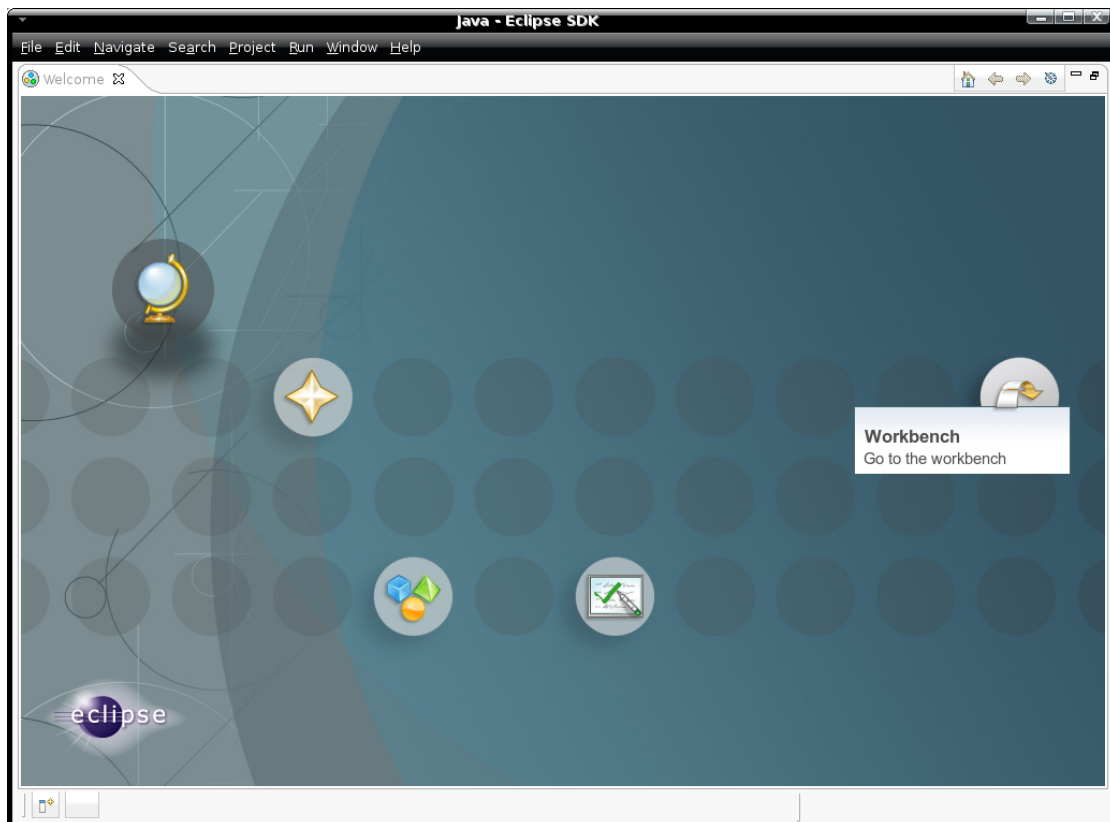 Java - Eclipse SDK
File Edit Navigate Search Project Run Window Help
Welcome
Workbench
Go to the workbench
eclipse